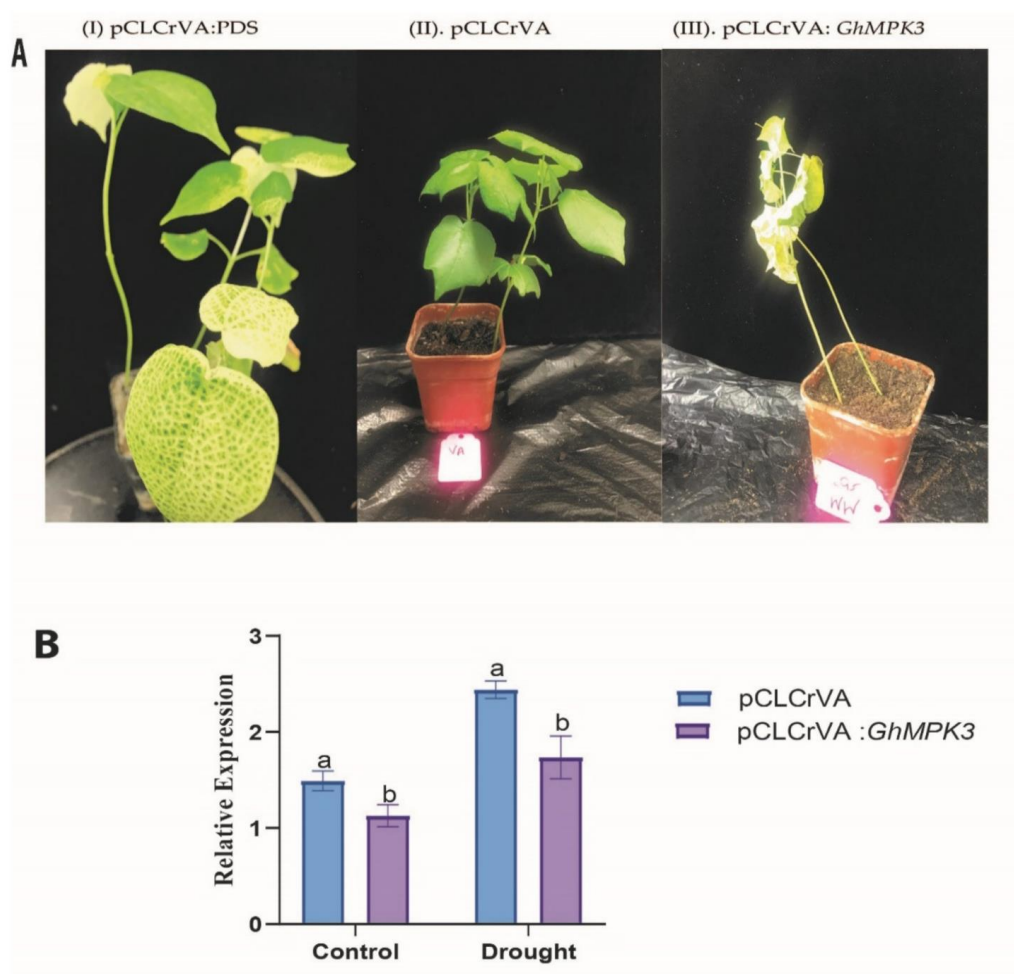 (I) pCLCrVA:PDS
(II). pCLCrVA
(III). pCLCrVA: GhMPK3
A
VA
WW
B
3
2
1
0
Relative Expression
a
b
a
b
Control
Drought
pCLCrVA
pCLCrVA :GhMPK3